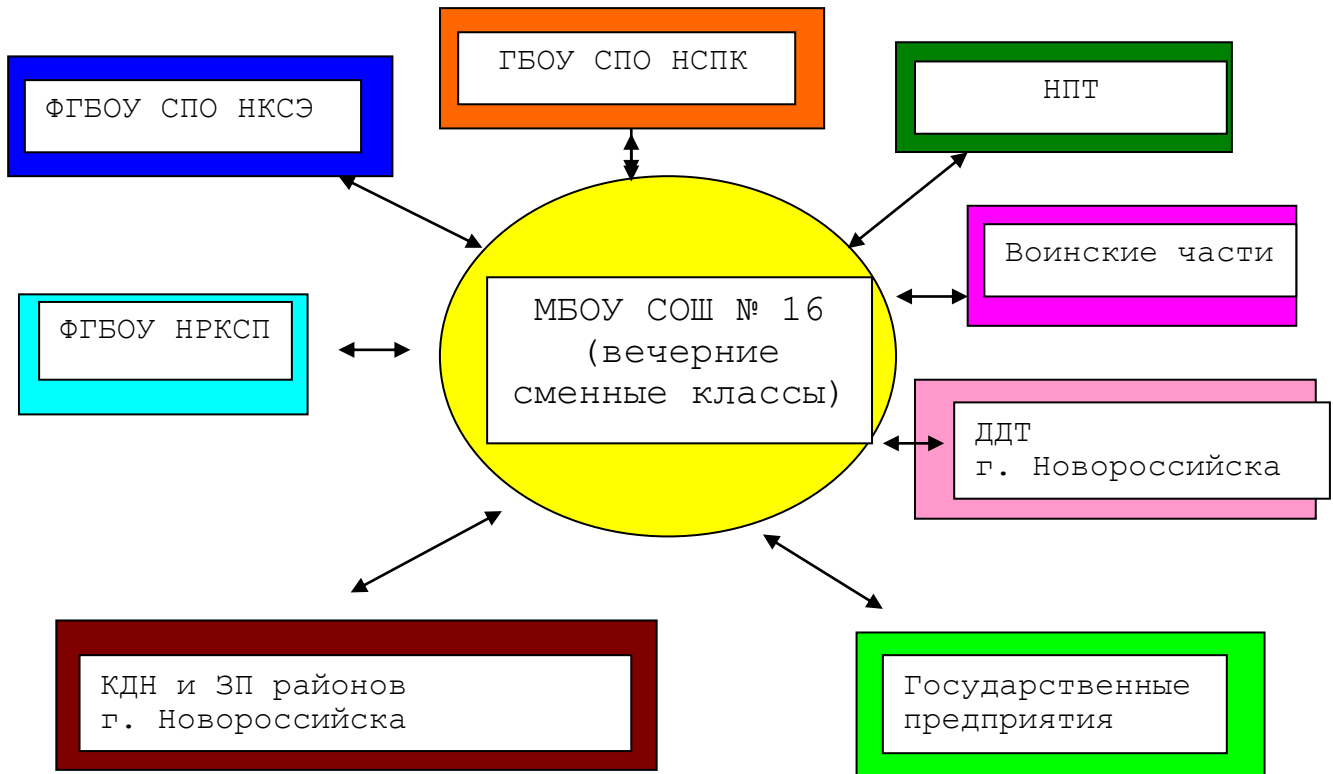 ГБОУ СПО НСПК
ФГБОУ СПО НКСЭ
НПТ
Воинские части
ФГБОУ НРКСП
МБОУ СОШ № 16
(вечерние
сменные классы)
ДДТ
г. Новороссийска
КДН и ЗП районов
г. Новороссийска
Государственные
предприятия